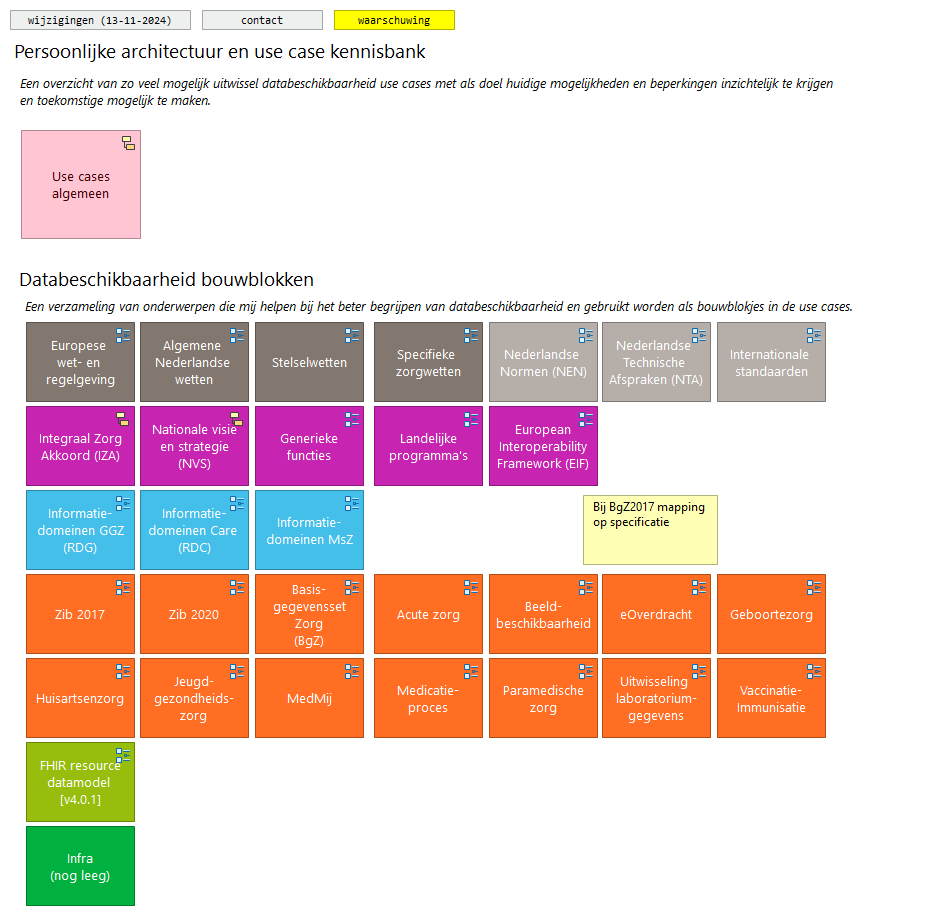 wijzigingen (13-11-2024)
contact
waarschuwing
Persoonlijke architectuur en use case kennisbank
Een overzicht van zo veel mogelijk uitwissel databeschikbaarheid use cases met als doel huidige mogelijkheden en beperkingen inzichtelijk te krijgen
en toekomstige mogelijk te maken.
Use cases
algemeen
Databeschikbaarheid bouwblokken
Een verzameling van onderwerpen die mij helpen bij het beter begrijpen van databeschikbaarheid en gebruikt worden als bouwblokjes in de use cases.
Europese
wet- en
regelgeving
Algemene
Nederlandse
wetten
Stelselwetten
Specifieke
zorgwetten
Nederlandse
Normen (NEN)
Nederlandse
Technische
Afspraken (NTA)
Internationale
standaarden
Integraal Zorg
Akkoord (IZA)
Nationale visie
en strategie
(NVS)
Generieke
functies
Landelijke
programma's
European
Interoperability
Framework (EIF)
Informatie-
domeinen GGZ
(RDG)
Informatie-
domeinen Care
(RDC)
Informatie-
domeinen MsZ
Bij BgZ2017 mapping
op specificatie
Zib 2017
Zib 2020
Basis-
gegevensset
Zorg
(BgZ)
Acute zorg
Beeld-
beschikbaarheid
eOverdracht
Geboortezorg
Huisartsenzorg
Jeugd-
gezondheids-
zorg
MedMij
Medicatie-
proces
Paramedische
zorg
Uitwisseling
laboratorium-
gegevens
Vaccinatie-
Immunisatie
FHIR resource
datamodel
[v4.0.1]
Infra
(nog leeg)